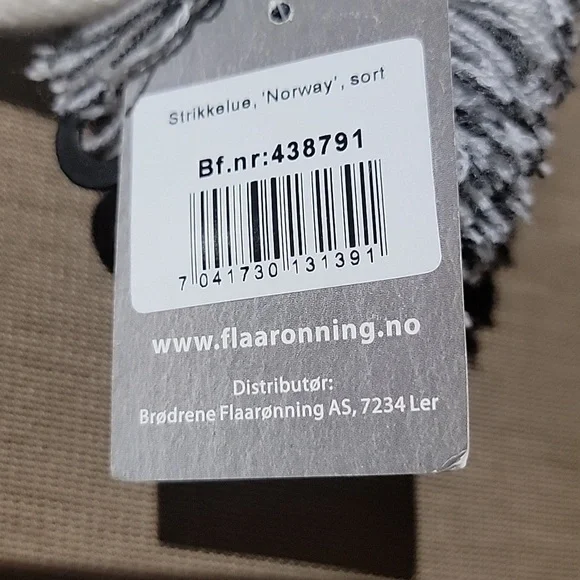 Strikkelue, 'Norway', sort
Bf.nr:438791
7 041730 131391
www.flaaronning.no
Distributør:
Brødrene Flaarønning AS, 7234 Ler